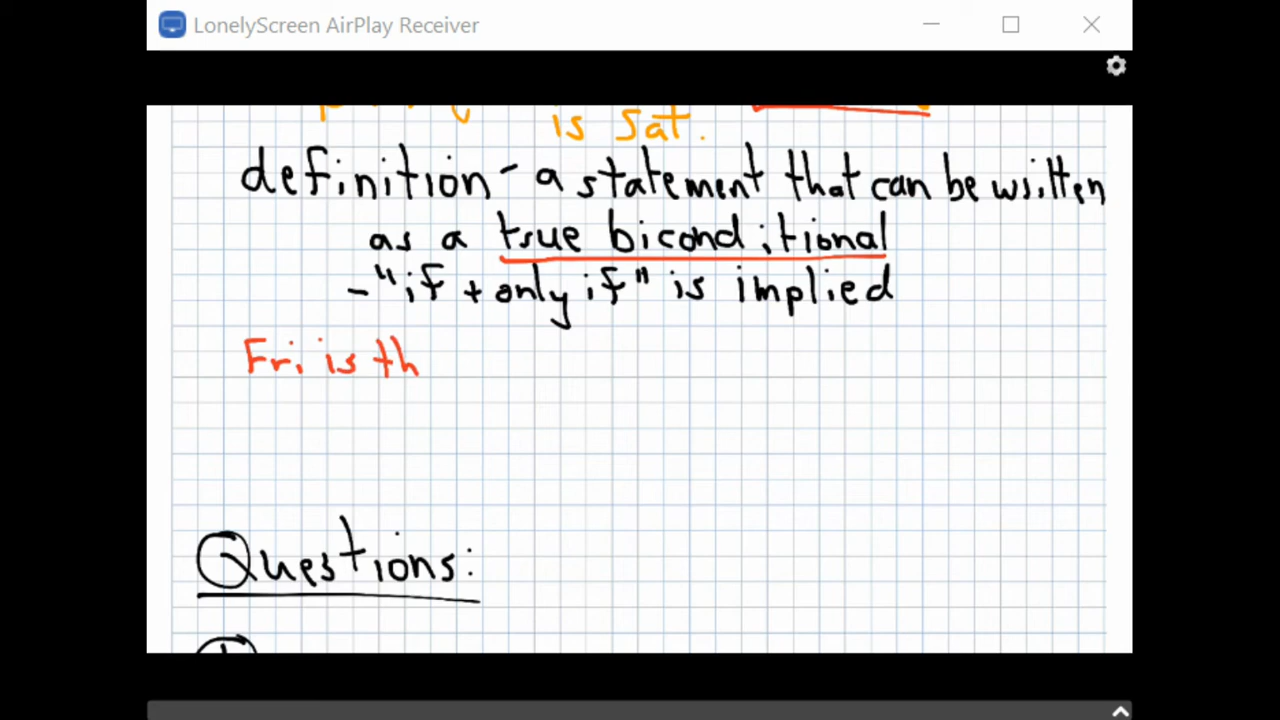 LonelyScreen AirPlay Receiver
is Sat.
definition - a statement that can be written
as a true biconditional
- "if + only if" is implied
Fri. is th
Questions: